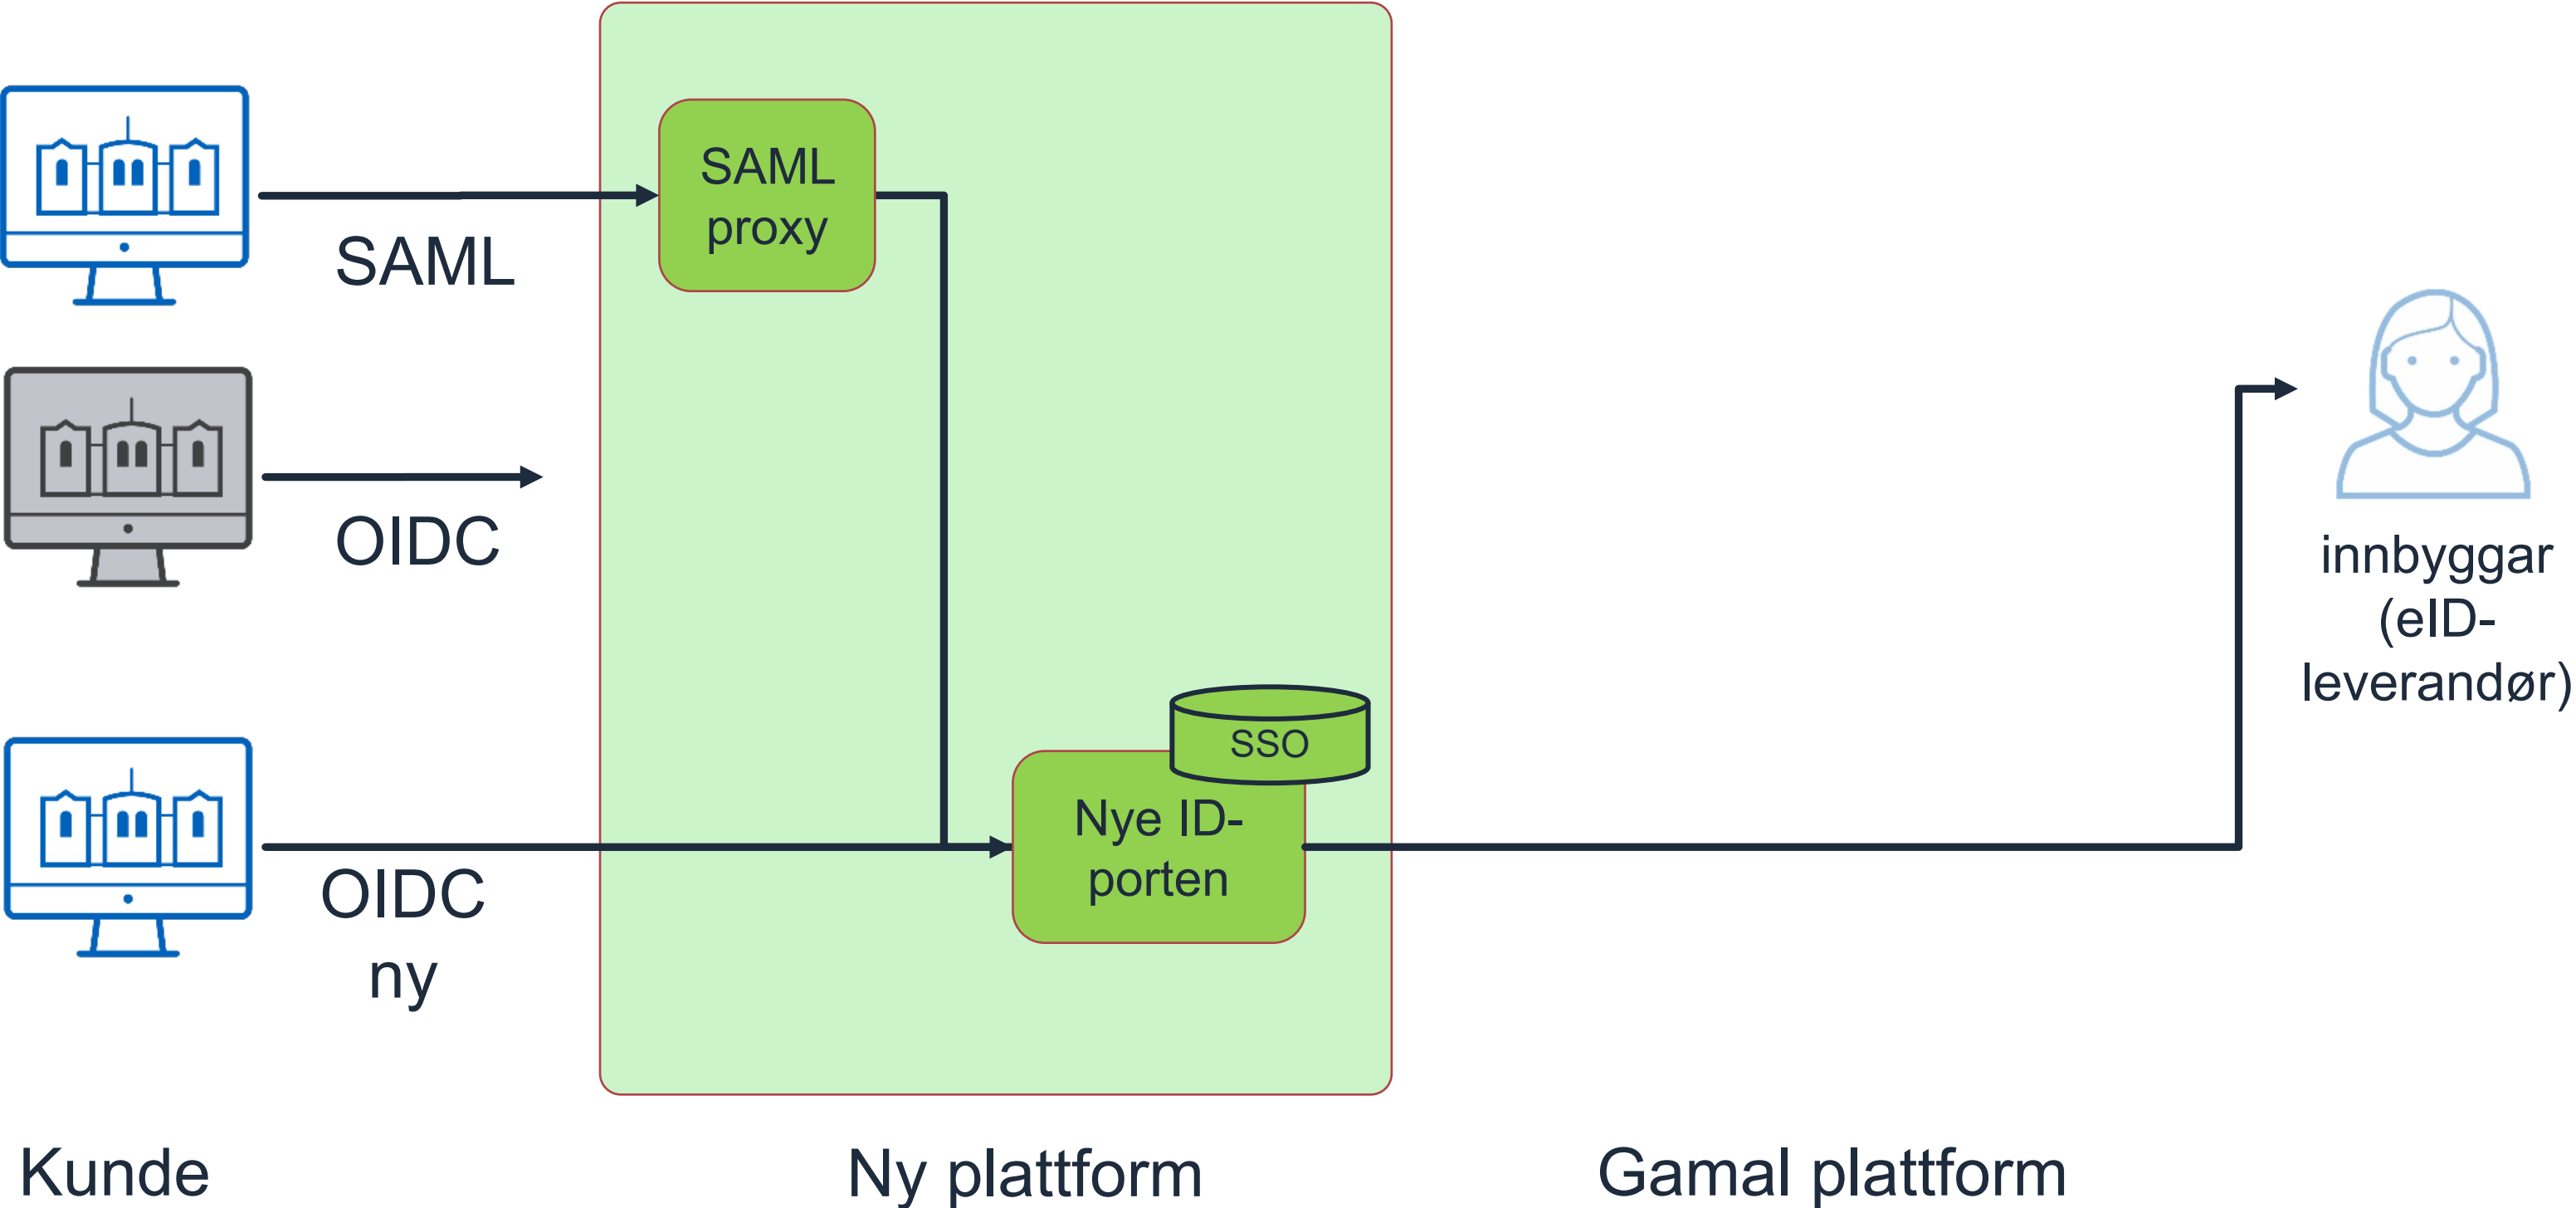 SAML
proxy
SAML
OIDC
innbyggar
(eID-
leverandør)
SSO
Nye ID-
porten
OIDC
ny
Kunde
Ny plattform
Gamal plattform